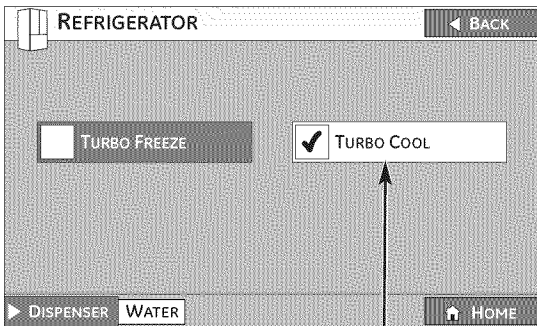 REFRIGERATOR
BACK
TURBO FREEZE
TURBO COOL
DISPENSER WATER
HOME